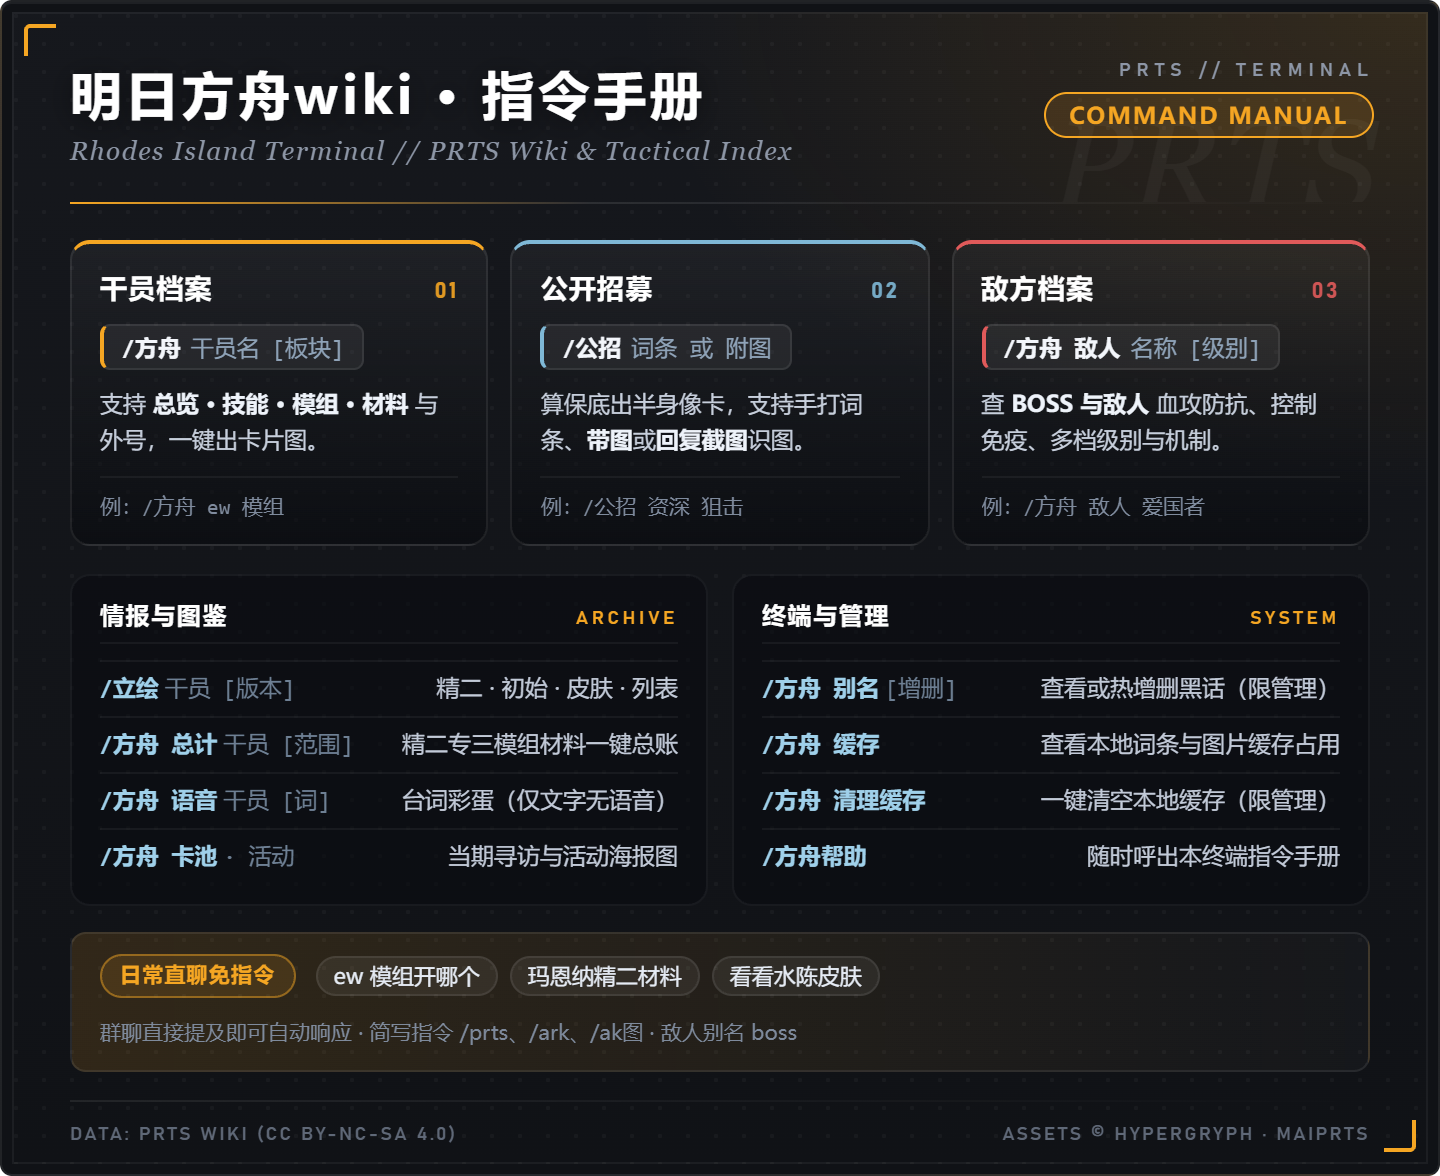 明日方舟wiki • 指令手册
Rhodes Island Terminal // PRTS Wiki & Tactical Index
PRTS // TERMINAL
COMMAND MANUAL
PRTS
干员档案 01
/方舟 干员名 [板块]
支持 总览 • 技能 • 模组 • 材料 与
外号，一键出卡片图。
例：/方舟 ew 模组
公开招募 02
/公招 词条 或 附图
算保底出半身像卡，支持手打词
条、带图或回复截图识图。
例：/公招 资深 狙击
敌方档案 03
/方舟 敌人 名称 [级别]
查 BOSS 与敌人 血攻防抗、控制
免疫、多档级别与机制。
例：/方舟 敌人 爱国者
情报与图鉴 ARCHIVE
/立绘 干员 [版本] 精二 · 初始 · 皮肤 · 列表
/方舟 总计 干员 [范围] 精二专三模组材料一键总账
/方舟 语音 干员 [词] 台词彩蛋（仅文字无语音）
/方舟 卡池 · 活动 当期寻访与活动海报图
终端与管理 SYSTEM
/方舟 别名 [增删] 查看或热增删黑话（限管理）
/方舟 缓存 查看本地词条与图片缓存占用
/方舟 清理缓存 一键清空本地缓存（限管理）
/方舟帮助 随时呼出本终端指令手册
日常直聊免指令 ew 模组开哪个 玛恩纳精二材料 看看水陈皮肤
群聊直接提及即可自动响应 · 简写指令 /prts、/ark、/ak图 · 敌人别名 boss
DATA: PRTS WIKI (CC BY-NC-SA 4.0)
ASSETS © HYPERGRYPH · MAIPRTS